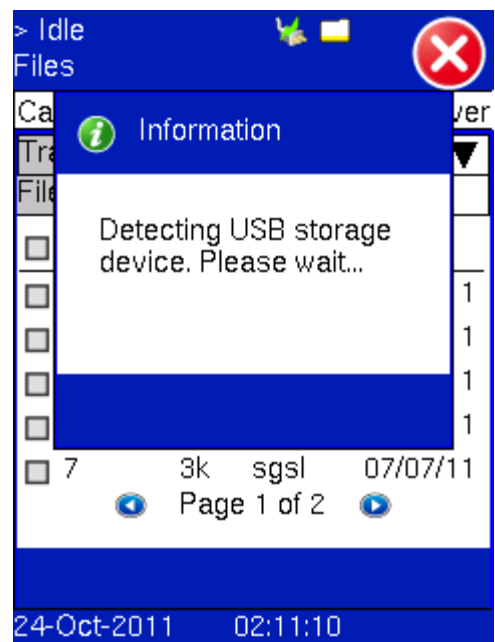 > Idle
Files
Ca
ver
Tra
File
Information
Detecting USB storage
device. Please wait...
1
1
1
1
7 3k sgsl 07/07/11
Page 1 of 2
24-Oct-2011 02:11:10